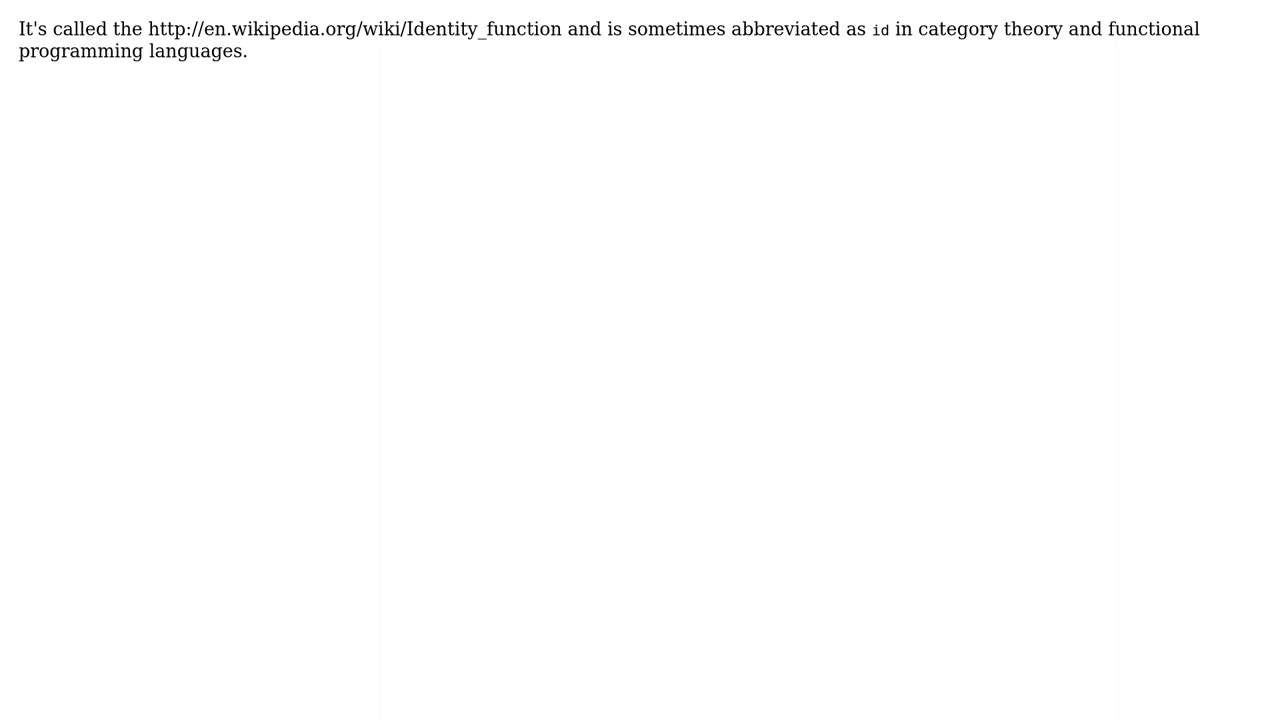 It's called the http://en.wikipedia.org/wiki/Identity_function and is sometimes abbreviated as id in category theory and functional
programming languages.